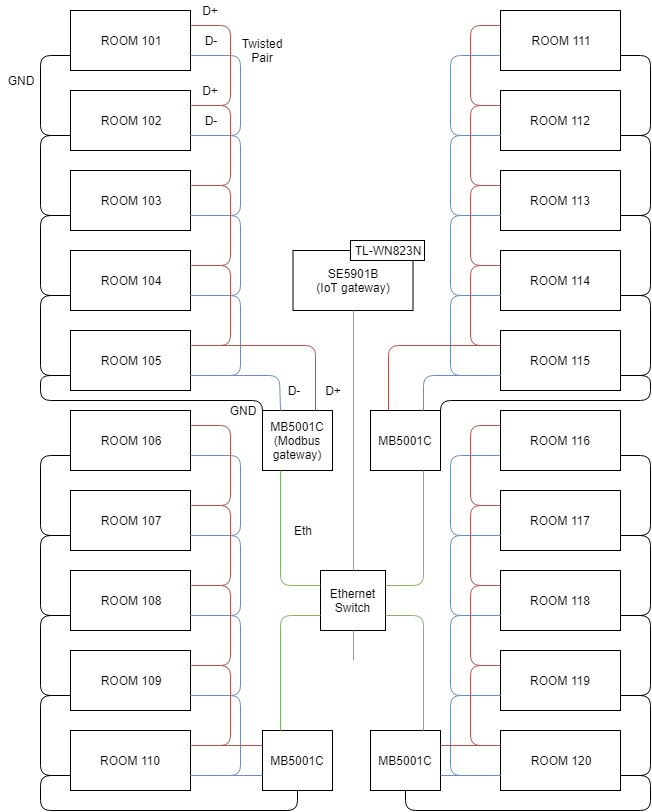 D+
ROOM 101
D-
Twisted
Pair
GND
D+
ROOM 102
D-
ROOM 103
ROOM 104
ROOM 105
ROOM 111
ROOM 112
ROOM 113
ROOM 114
ROOM 115
TL-WN823N
SE5901B
(IoT gateway)
D-
D+
GND
MB5001C
(Modbus
gateway)
MB5001C
Eth
Ethernet
Switch
ROOM 106
ROOM 107
ROOM 108
ROOM 109
ROOM 110
MB5001C
MB5001C
ROOM 116
ROOM 117
ROOM 118
ROOM 119
ROOM 120